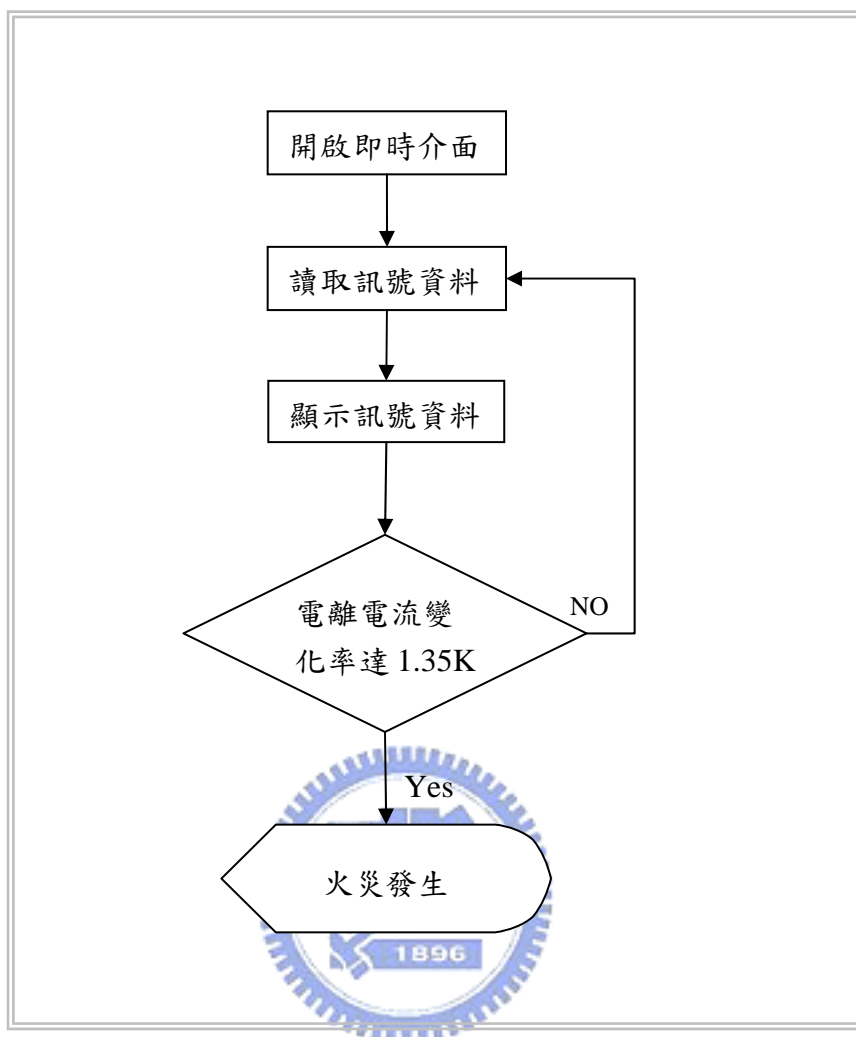 開啟即時介面
讀取訊號資料
顯示訊號資料
電離電流變
化率達 1.35K
NO
Yes
火災發生
1896